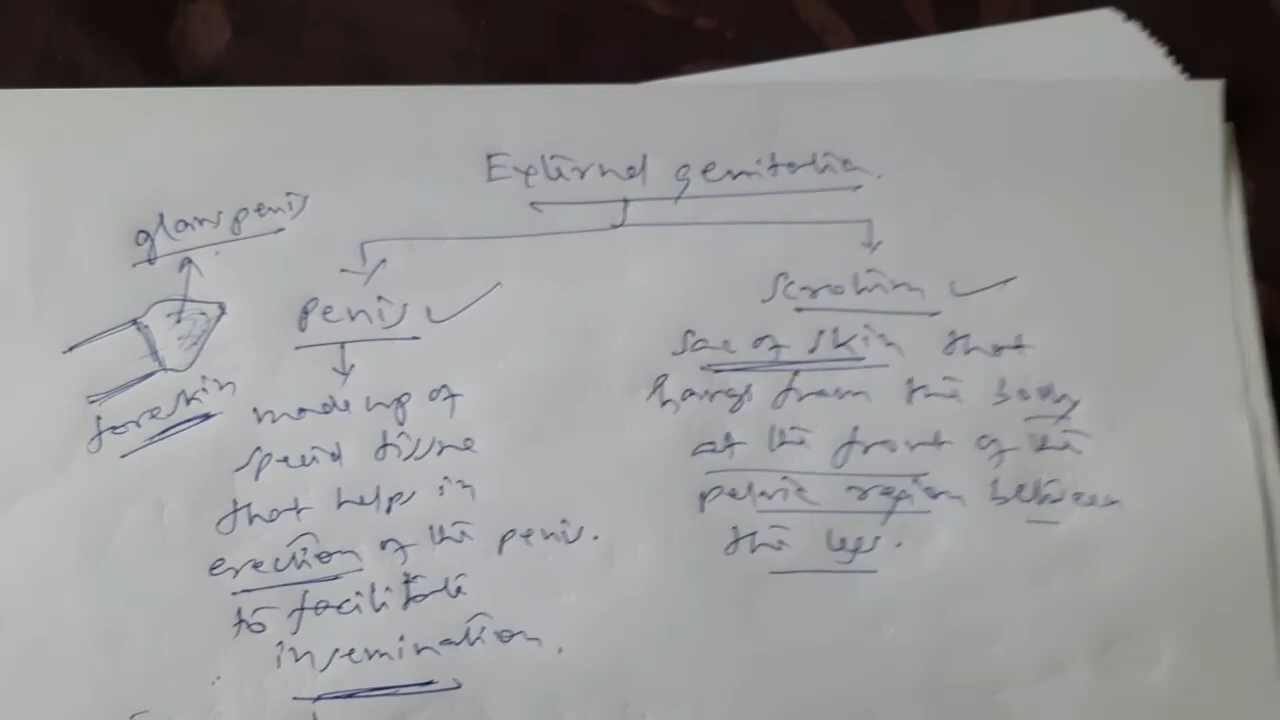 External genitalia.
glans penis
foreskin
penis
made up of
special tissue
that helps in
erection of the penis.
to facilitate
insemination.
Scrotum
sac of skin that
hangs from the body
at the front of the
pelvic region between
the legs.